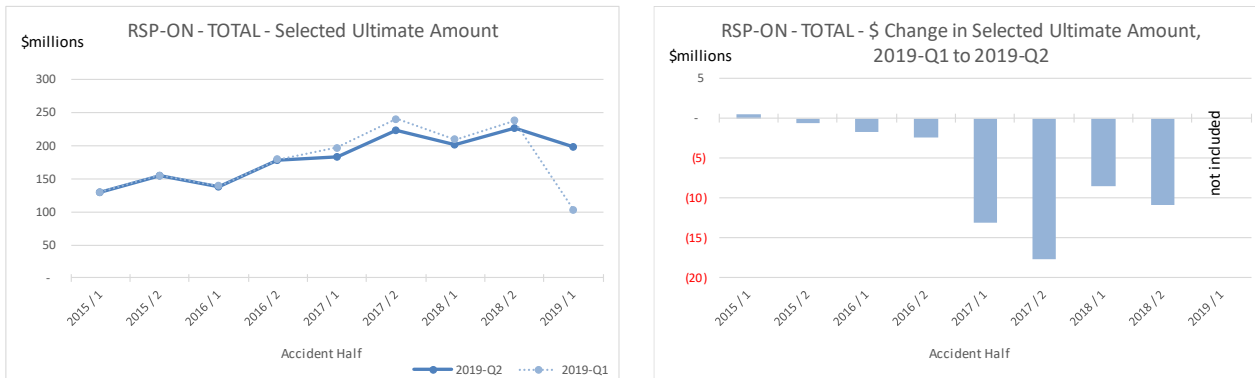 RSP-ON - TOTAL - Selected Ultimate Amount
$millions
300
250
200
150
100
50
-
2015 / 1
2015 / 2
2016 / 1
2016 / 2
2017 / 1
2017 / 2
2018 / 1
2018 / 2
2019 / 1
Accident Half
2019-Q2
2019-Q1
RSP-ON - TOTAL - $ Change in Selected Ultimate Amount,
2019-Q1 to 2019-Q2
$millions
5
-
(5)
(10)
(15)
(20)
not included
2015 / 1
2015 / 2
2016 / 1
2016 / 2
2017 / 1
2017 / 2
2018 / 1
2018 / 2
2019 / 1
Accident Half